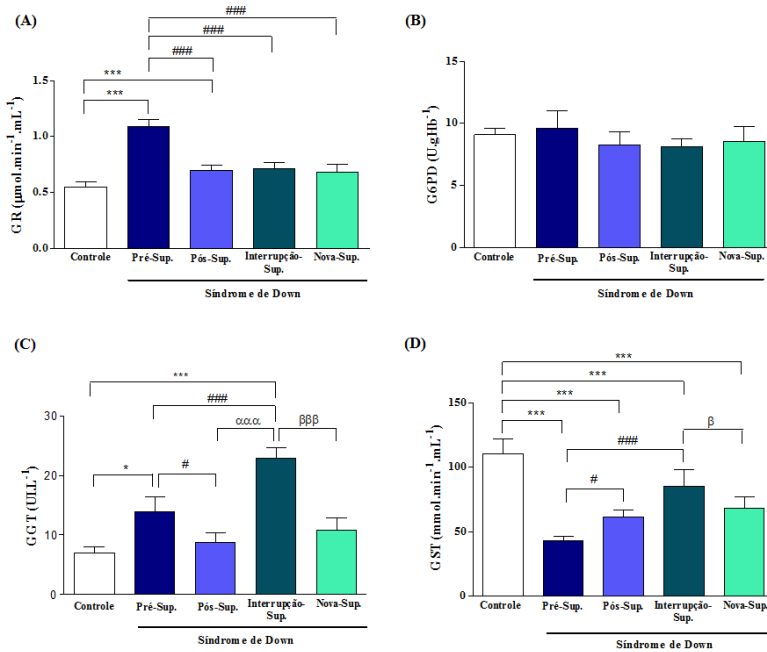 (A)
###
###
###
***
***
GR (µmol.min⁻¹.mL⁻¹)
1.5
1.0
0.5
0.0
Controle Pré-Sup. Pós-Sup. Interrupção-Sup. Nova-Sup.
Síndrome de Down
(B)
G6PD (U.gHb⁻¹)
15
10
5
0
Controle Pré-Sup. Pós-Sup. Interrupção-Sup. Nova-Sup.
Síndrome de Down
(C)
***
###
ααα βββ
* #
GGT (UI.L⁻¹)
30
20
10
0
Controle Pré-Sup. Pós-Sup. Interrupção-Sup. Nova-Sup.
Síndrome de Down
(D)
***
***
***
***
β
###
#
GST (mmol.min⁻¹.mL⁻¹)
150
100
50
0
Controle Pré-Sup. Pós-Sup. Interrupção-Sup. Nova-Sup.
Síndrome de Down